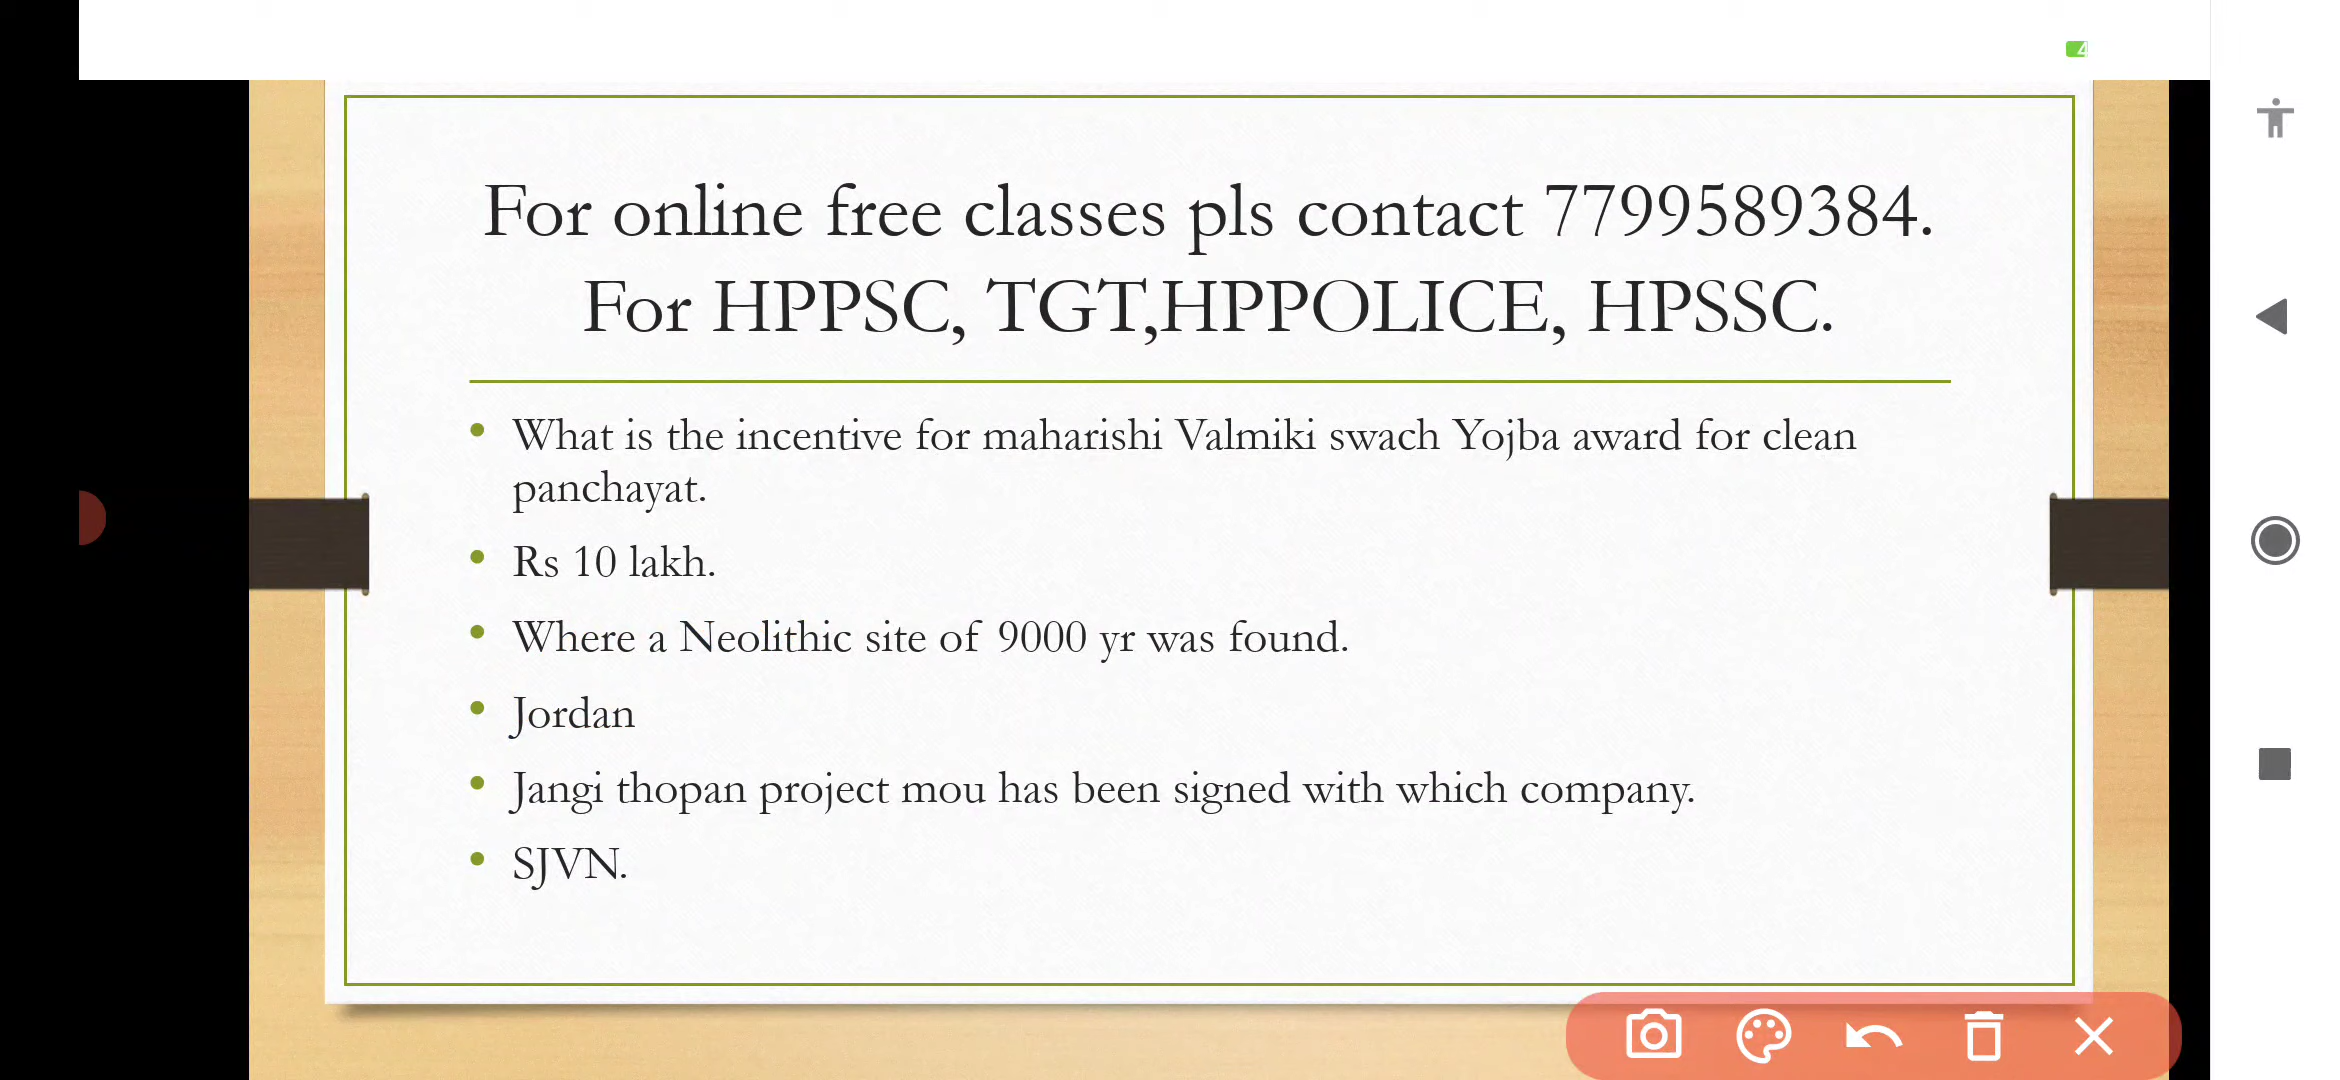 4
For online free classes pls contact 7799589384.
For HPPSC, TGT,HPPOLICE, HPSSC.
What is the incentive for maharishi Valmiki swach Yojba award for clean
panchayat.
Rs 10 lakh.
Where a Neolithic site of 9000 yr was found.
Jordan
Jangi thopan project mou has been signed with which company.
SJVN.